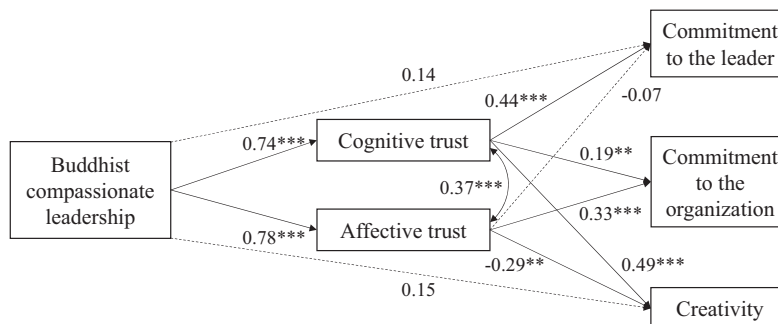 Commitment
to the leader
0.14
0.44***
-0.07
0.74***
Cognitive trust
Buddhist
compassionate
leadership
0.19**
Commitment
to the
organization
0.37***
0.33***
Affective trust
0.78***
-0.29**
0.49***
0.15
Creativity